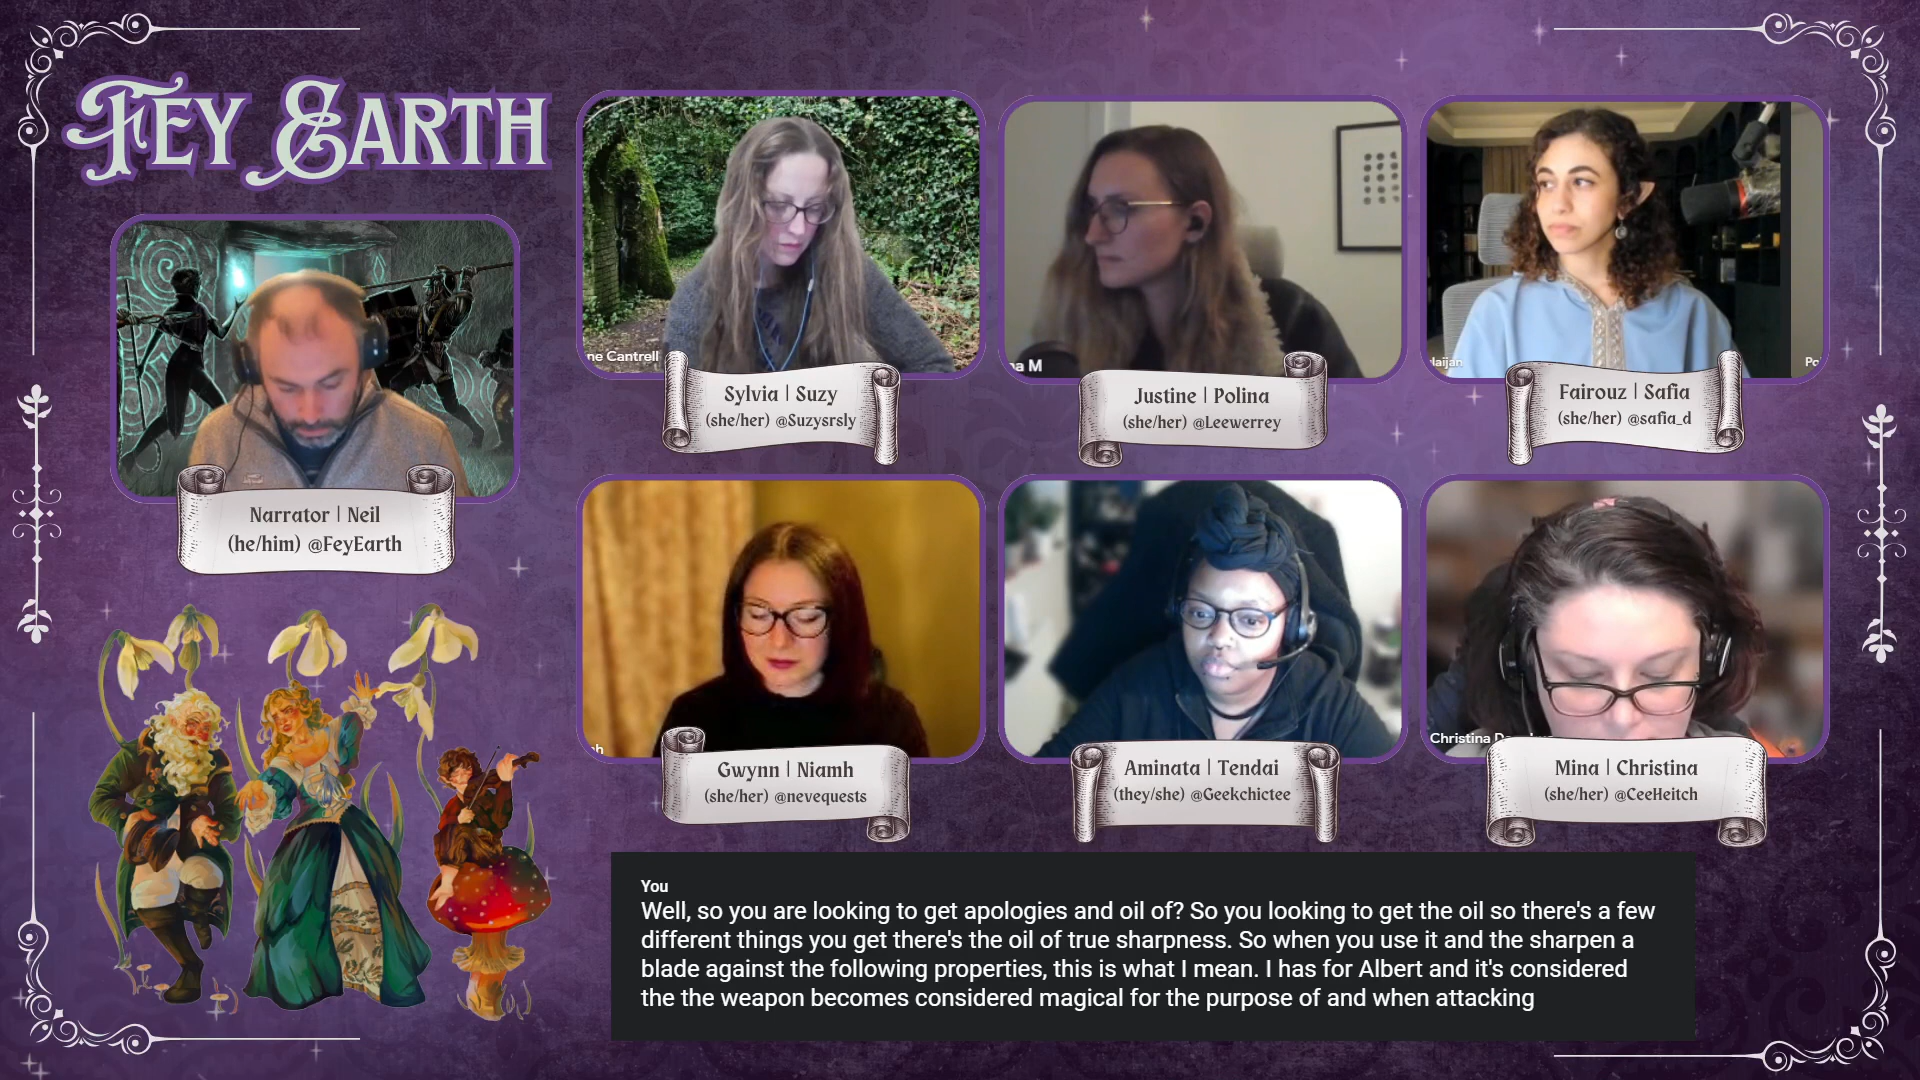 FEY EARTH
ne Cantrell
Sylvia | Suzy
(she/her) @Suzysrsly
na M
Justine | Polina
(she/her) @Leewerrey
laijan
Po
Fairouz | Safia
(she/her) @safia_d
Narrator | Neil
(he/him) @FeyEarth
Gwynn | Niamh
(she/her) @nevequests
Aminata | Tendai
(they/she) @Geekchictee
Christina
Mina | Christina
(she/her) @CeeHeitch
You
Well, so you are looking to get apologies and oil of? So you looking to get the oil so there's a few
different things you get there's the oil of true sharpness. So when you use it and the sharpen a
blade against the following properties, this is what I mean. I has for Albert and it's considered
the the weapon becomes considered magical for the purpose of and when attacking